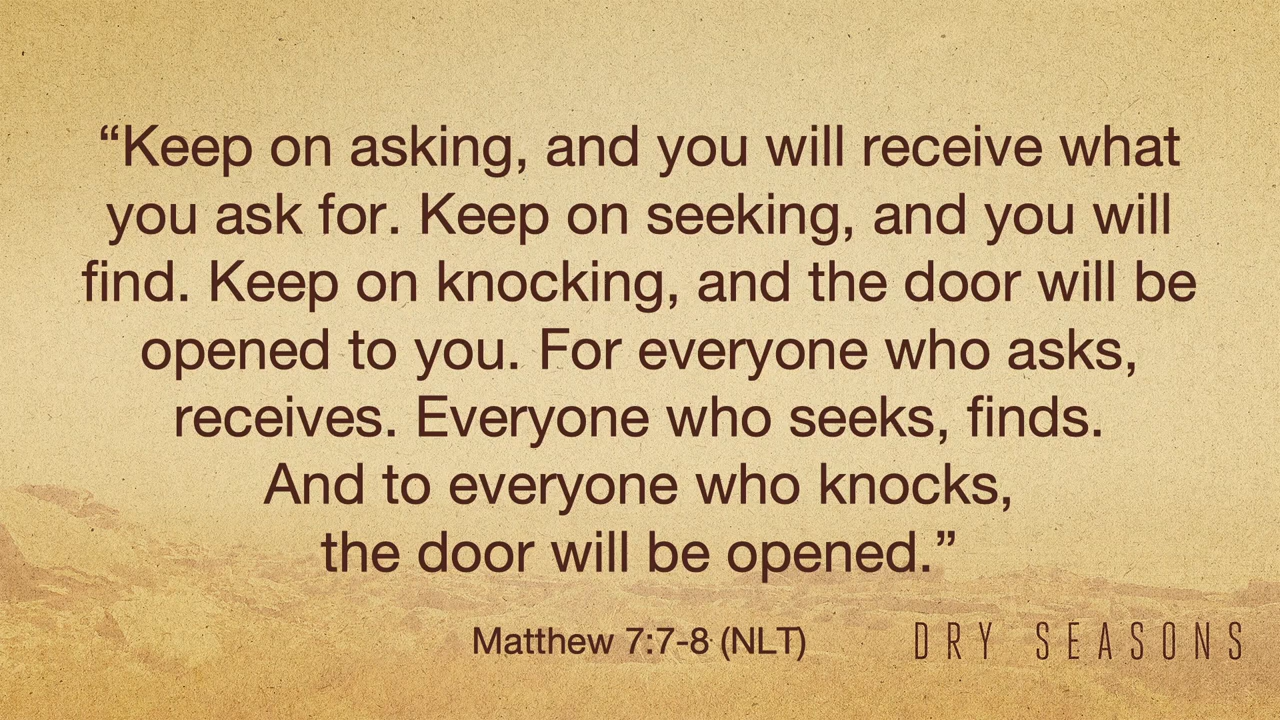 “Keep on asking, and you will receive what
you ask for. Keep on seeking, and you will
find. Keep on knocking, and the door will be
opened to you. For everyone who asks,
receives. Everyone who seeks, finds.
And to everyone who knocks,
the door will be opened.”
Matthew 7:7-8 (NLT)
DRY SEASONS